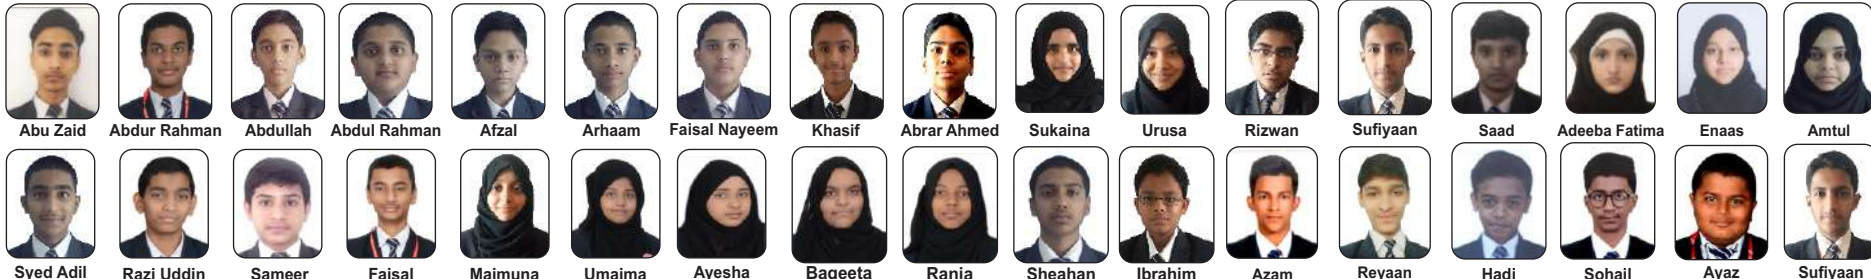 Abu Zaid Abdur Rahman Abdullah Abdul Rahman Afzal Arhaam Faisal Nayeem Khasif Abrar Ahmed Sukaina Urusa Rizwan Sufiyaan Saad Adeeba Fatima Enaas Amtul
Syed Adil Razi Uddin Sameer Faisal Maimuna Umaima Ayesha Baqeeta Rania Sheahan Ibrahim Azam Reyaan Hadi Sohail Ayaz Sufiyaan